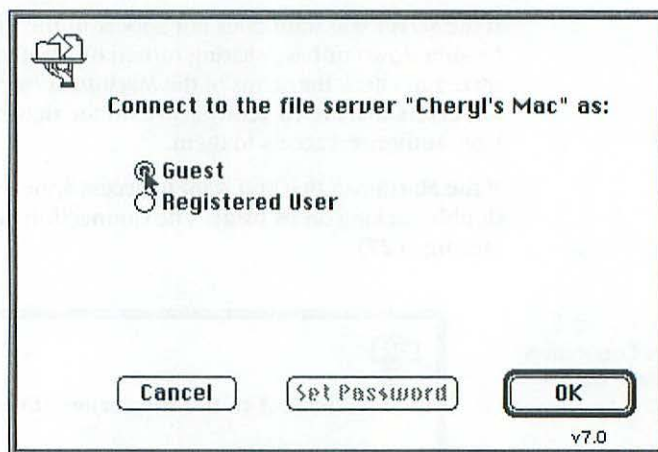 Connect to the file server "Cheryl's Mac" as:
Guest
Registered User
Cancel
Set Password
OK
v7.0